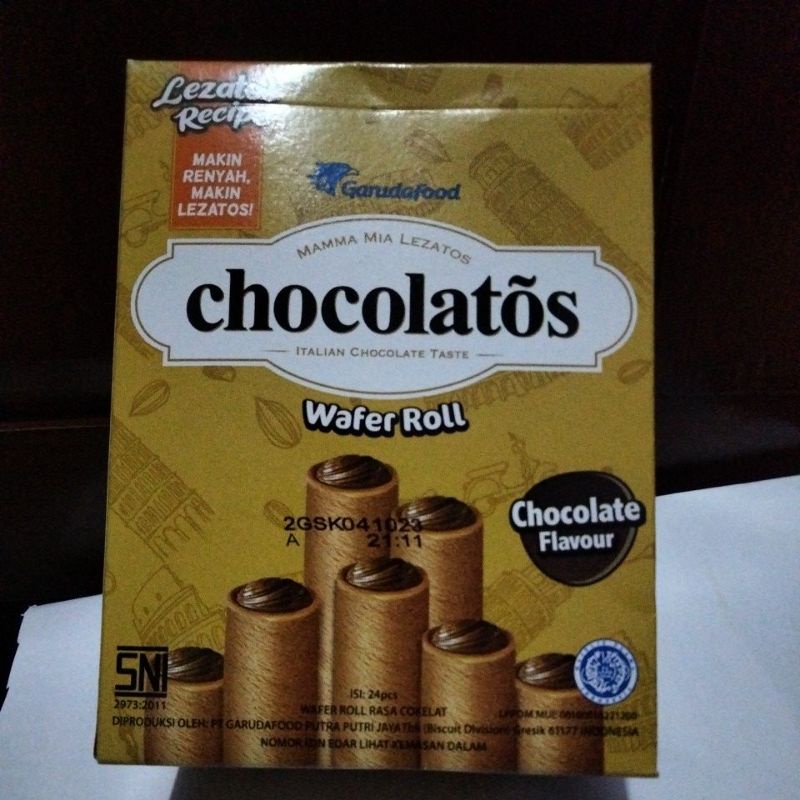 Lezatos
Recipe
MAKIN
RENYAH,
MAKIN
LEZATOS!
Garudafood
MAMMA MIA LEZATOS
chocolatõs
ITALIAN CHOCOLATE TASTE
Wafer Roll
Chocolate
Flavour
2GSK041023
A 21:11
SNI
2973:2011
ISI: 24pcs
WAFER ROLL RASA COKELAT
LPPOM MUI
DIPRODUKSI OLEH: PT GARUDAFOOD PUTRA PUTRI JAYA Tbk (Biscuit Division) Gresik 61177 INDONESIA
NOMOR IZIN EDAR LIHAT KEMASAN DALAM